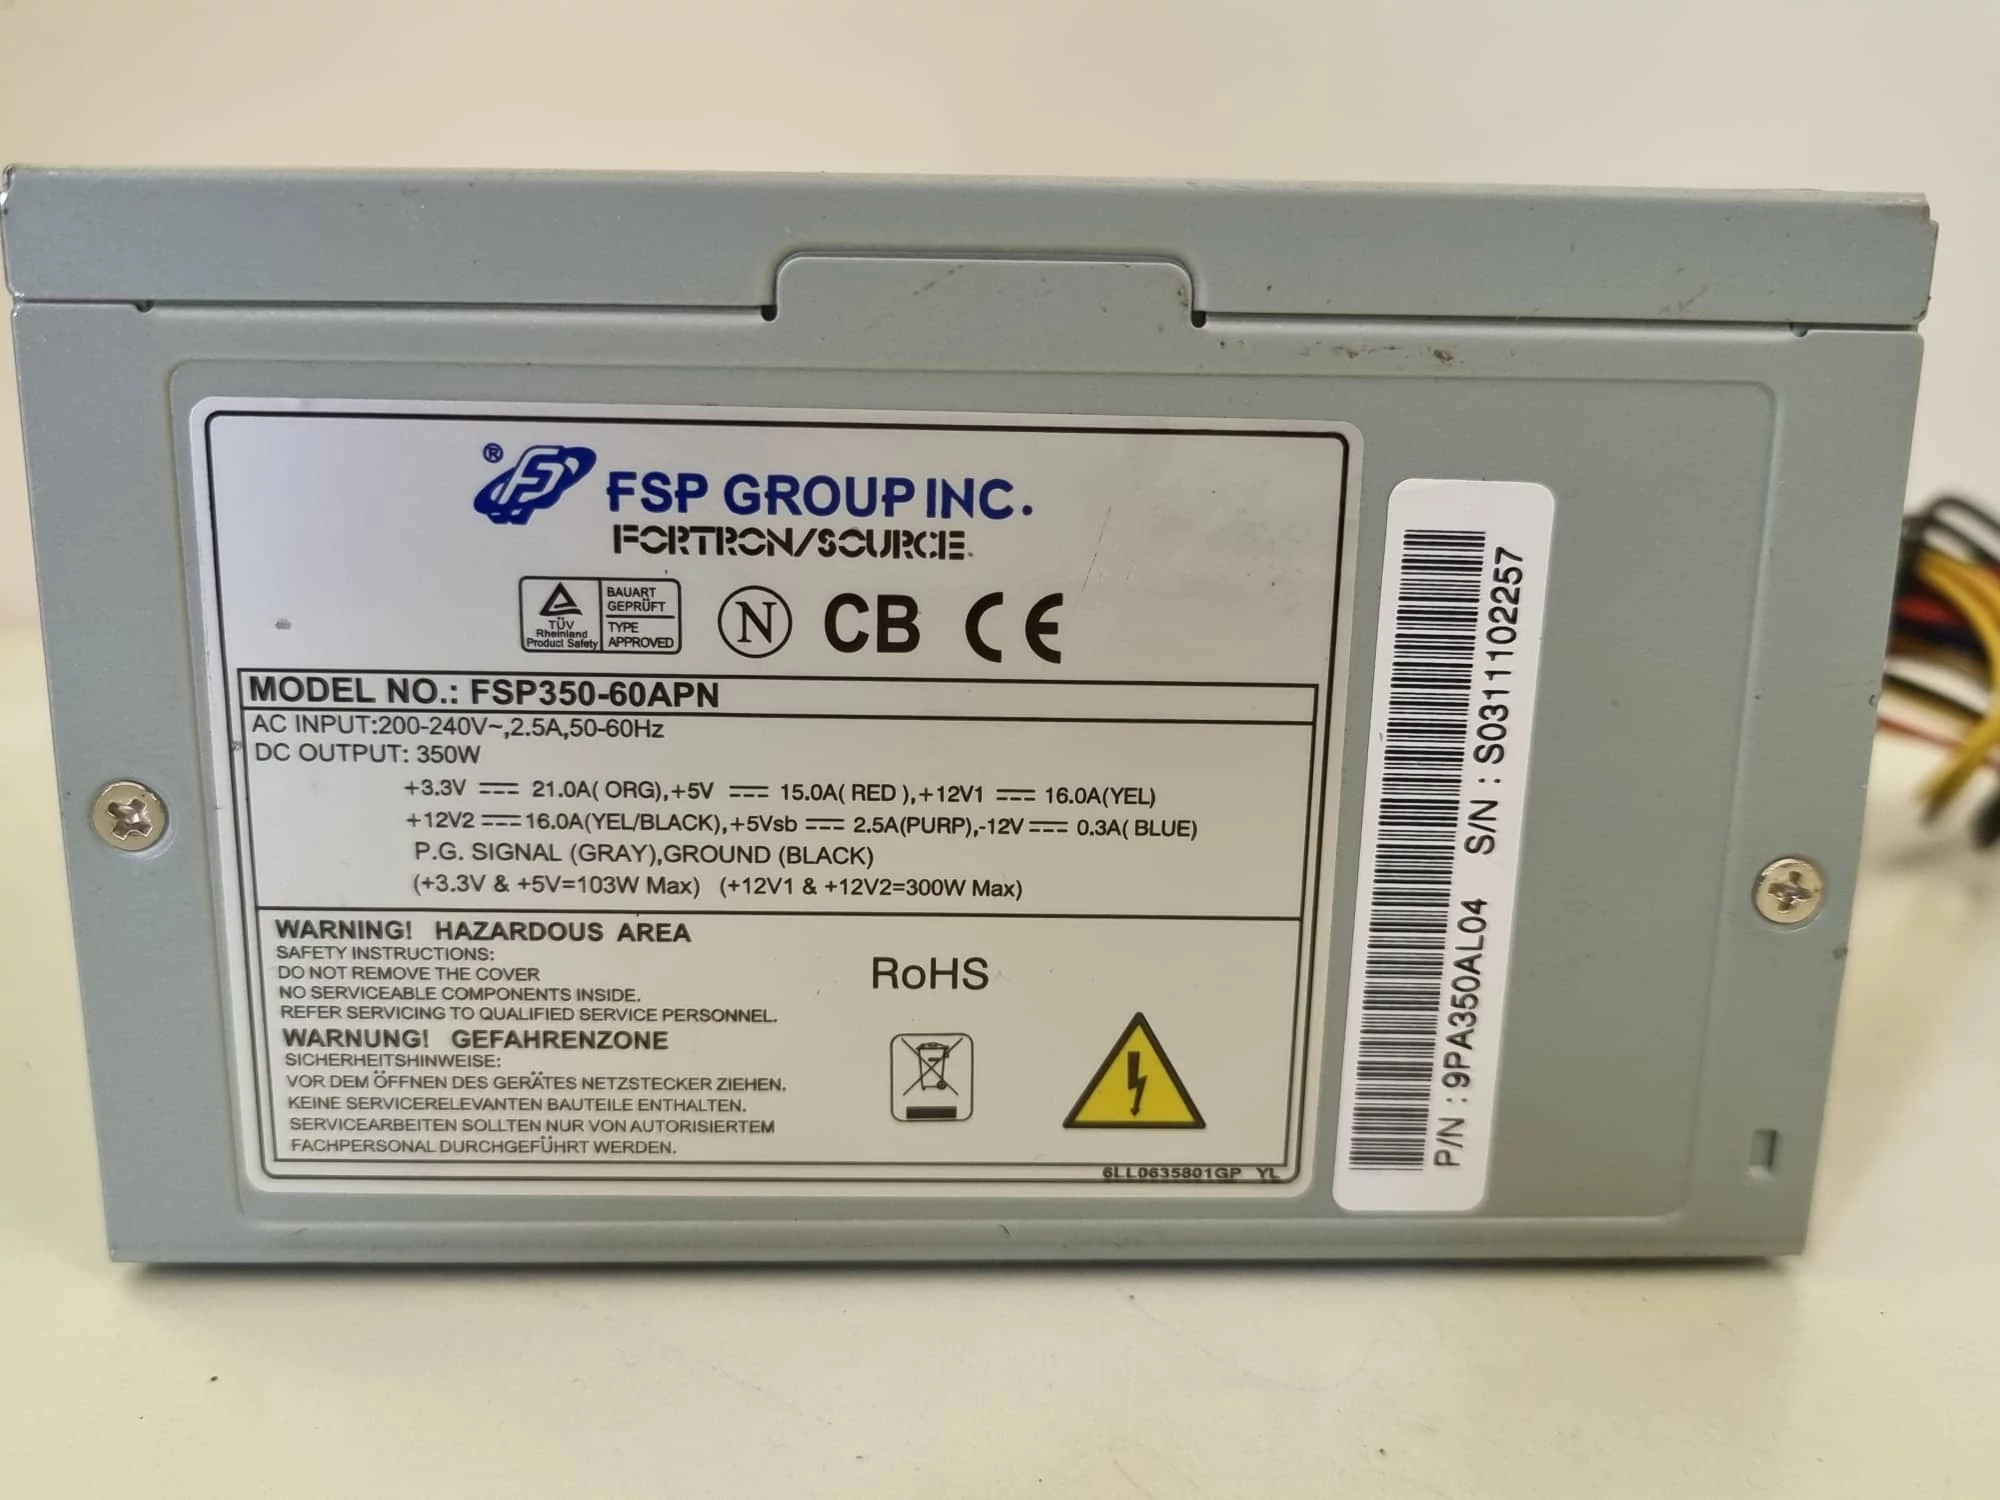 ® FSP GROUP INC.
FORTRON/SOURCE
TÜV
Rheinland
Product Safety
BAUART
GEPRÜFT
TYPE
APPROVED
N
CB
CE
MODEL NO.: FSP350-60APN
AC INPUT:200-240V~,2.5A,50-60Hz
DC OUTPUT: 350W
+3.3V ⎓ 21.0A( ORG),+5V ⎓ 15.0A( RED ),+12V1 ⎓ 16.0A(YEL)
+12V2 ⎓16.0A(YEL/BLACK),+5Vsb ⎓ 2.5A(PURP),-12V⎓ 0.3A( BLUE)
P.G. SIGNAL (GRAY),GROUND (BLACK)
(+3.3V & +5V=103W Max) (+12V1 & +12V2=300W Max)
WARNING! HAZARDOUS AREA
SAFETY INSTRUCTIONS:
DO NOT REMOVE THE COVER
NO SERVICEABLE COMPONENTS INSIDE.
REFER SERVICING TO QUALIFIED SERVICE PERSONNEL.
WARNUNG! GEFAHRENZONE
SICHERHEITSHINWEISE:
VOR DEM ÖFFNEN DES GERÄTES NETZSTECKER ZIEHEN.
KEINE SERVICERELEVANTEN BAUTEILE ENTHALTEN.
SERVICEARBEITEN SOLLTEN NUR VON AUTORISIERTEM
FACHPERSONAL DURCHGEFÜHRT WERDEN.
RoHS
6LL0635801GP YL
P/N : 9PA350AL04 S/N : S0311102257